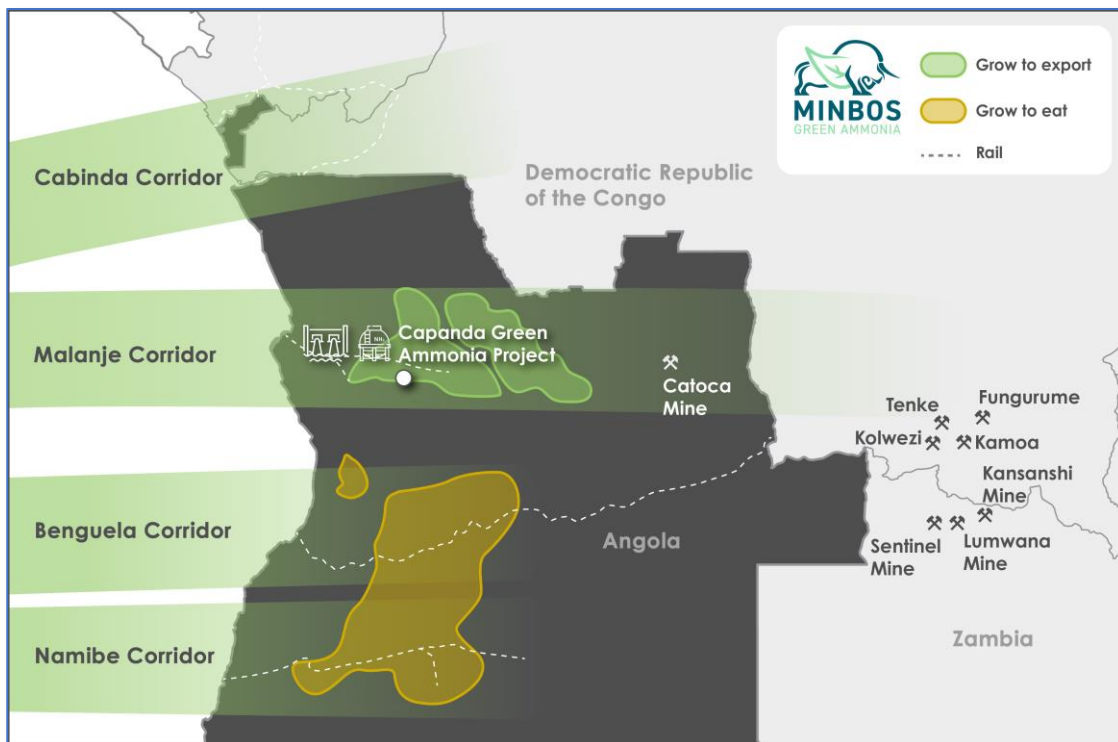 MINBOS
GREEN AMMONIA
Grow to export
Grow to eat
Rail
Cabinda Corridor
Democratic Republic
of the Congo
Malanje Corridor
NH₃
Capanda Green
Ammonia Project
Catoca
Mine
Tenke
Fungurume
Kolwezi
Kamoa
Kansanshi
Mine
Benguela Corridor
Angola
Sentinel
Mine
Lumwana
Mine
Namibe Corridor
Zambia